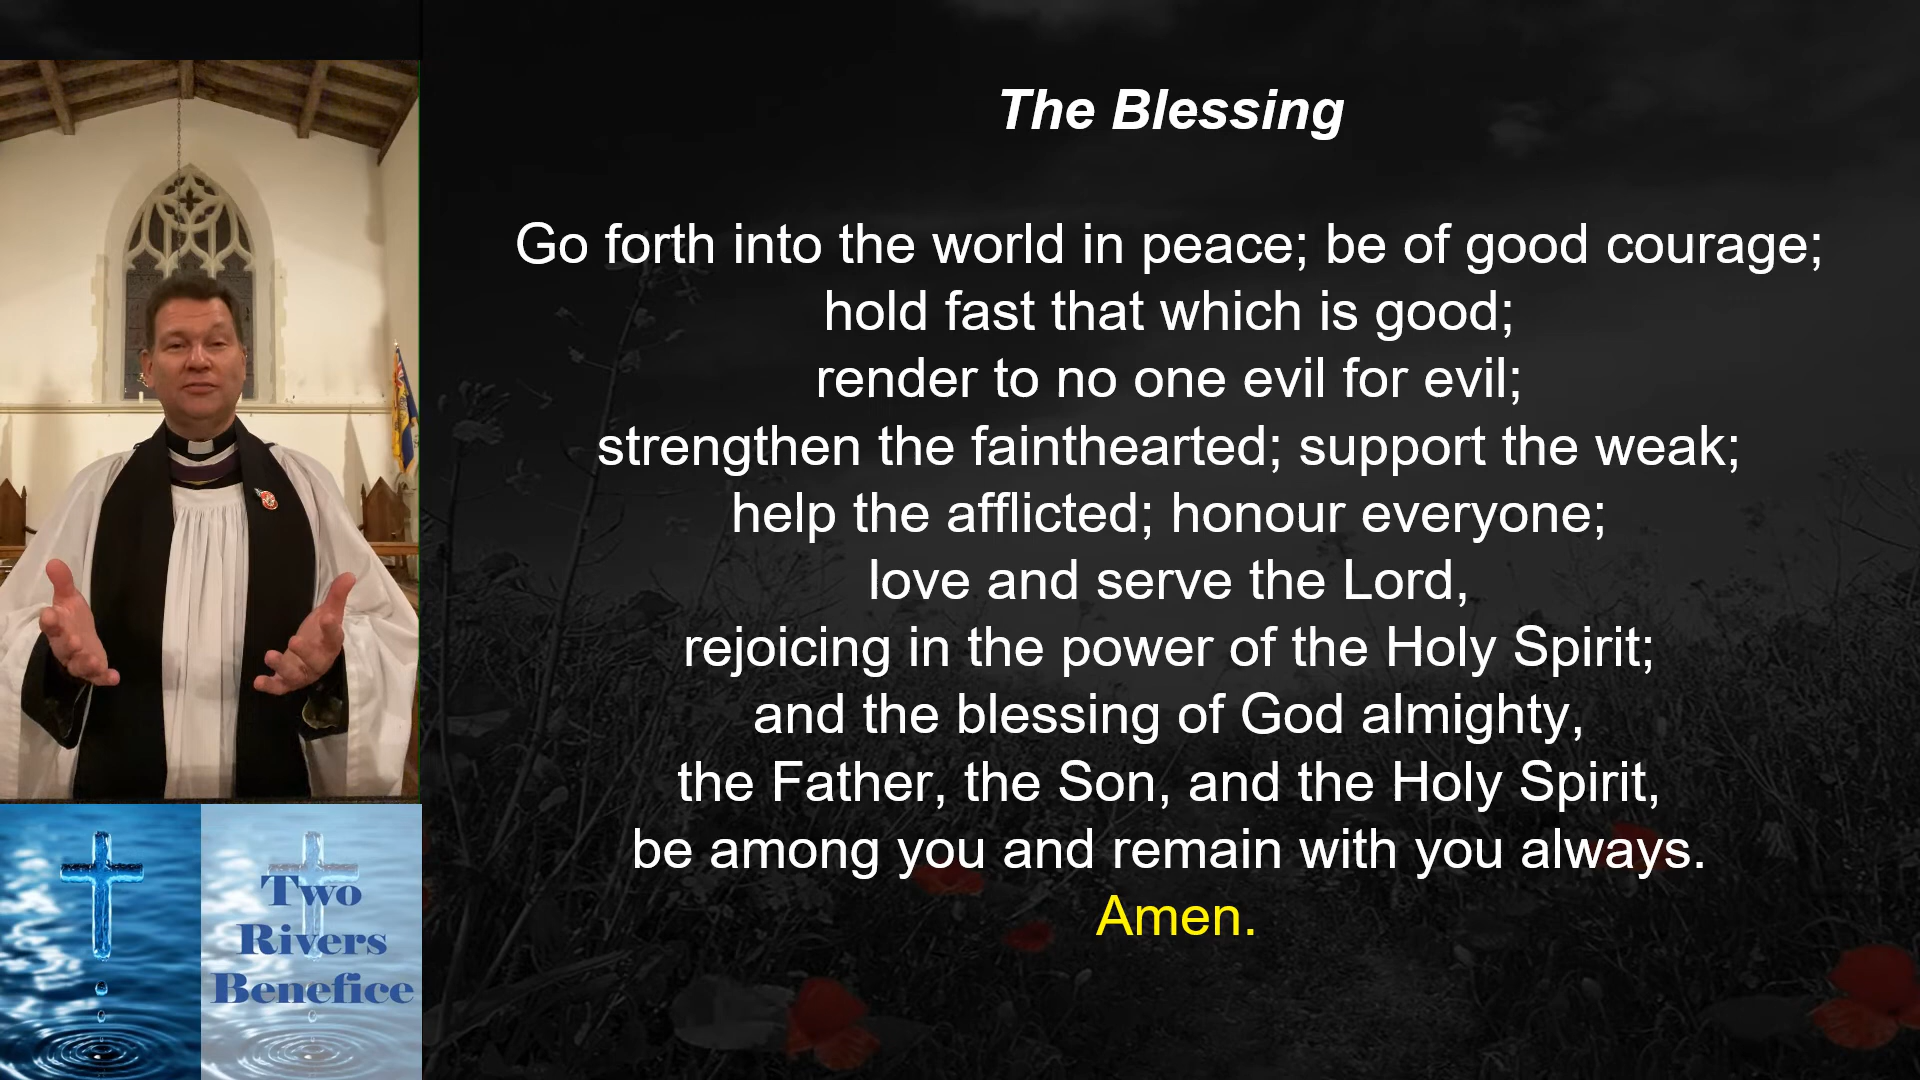 The Blessing
Go forth into the world in peace; be of good courage;
hold fast that which is good;
render to no one evil for evil;
strengthen the fainthearted; support the weak;
help the afflicted; honour everyone;
love and serve the Lord,
rejoicing in the power of the Holy Spirit;
and the blessing of God almighty,
the Father, the Son, and the Holy Spirit,
be among you and remain with you always.
Amen.
Two
Rivers
Benefice